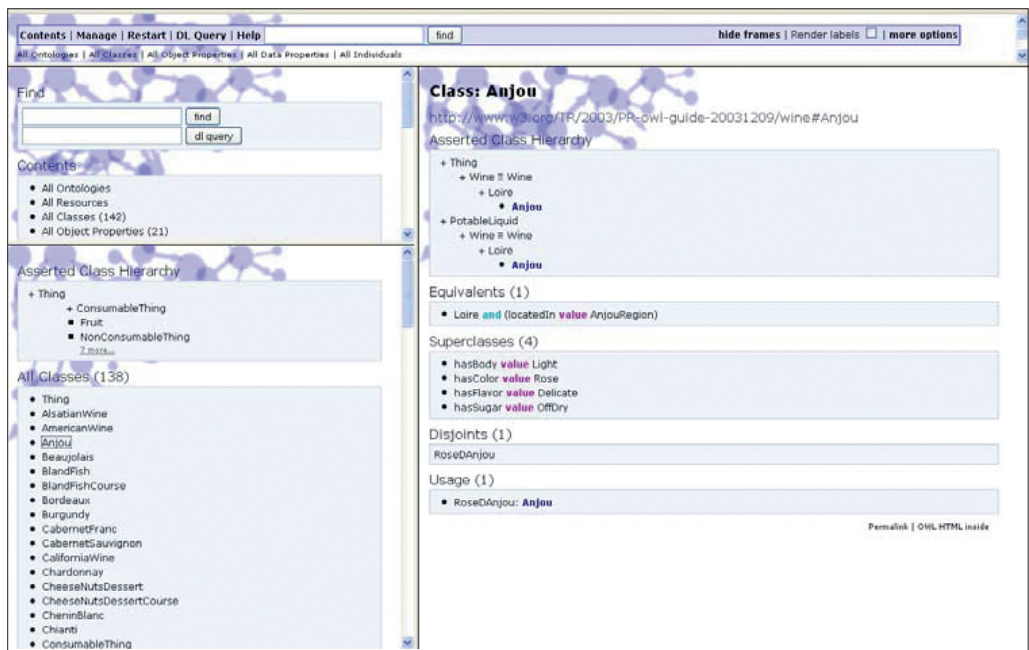 Contents | Manage | Restart | DL Query | Help find hide frames | Render labels | more options
All Ontologies | All Classes | All Object Properties | All Data Properties | All Individuals
Find
find
dl query
Contents
• All Ontologies
• All Resources
• All Classes (142)
• All Object Properties (21)
Asserted Class Hierarchy
+ Thing
+ ConsumableThing
■ Fruit
■ NonConsumableThing
7 more...
All Classes (138)
• Thing
• AlsatianWine
• AmericanWine
• Anjou
• Beaujolais
• BlandFish
• BlandFishCourse
• Bordeaux
• Burgundy
• CabernetFranc
• CabernetSauvignon
• CaliforniaWine
• Chardonnay
• CheeseNutsDessert
• CheeseNutsDessertCourse
• CheninBlanc
• Chianti
• ConsumableThing
Class: Anjou
http://www.w3.org/TR/2003/PR-owl-guide-20031209/wine#Anjou
Asserted Class Hierarchy
+ Thing
+ Wine ≡ Wine
+ Loire
• Anjou
+ PotableLiquid
+ Wine ≡ Wine
+ Loire
• Anjou
Equivalents (1)
• Loire and (locatedIn value AnjouRegion)
Superclasses (4)
• hasBody value Light
• hasColor value Rose
• hasFlavor value Delicate
• hasSugar value OffDry
Disjoints (1)
RoseDAnjou
Usage (1)
• RoseDAnjou: Anjou
Permalink | OWL HTML inside